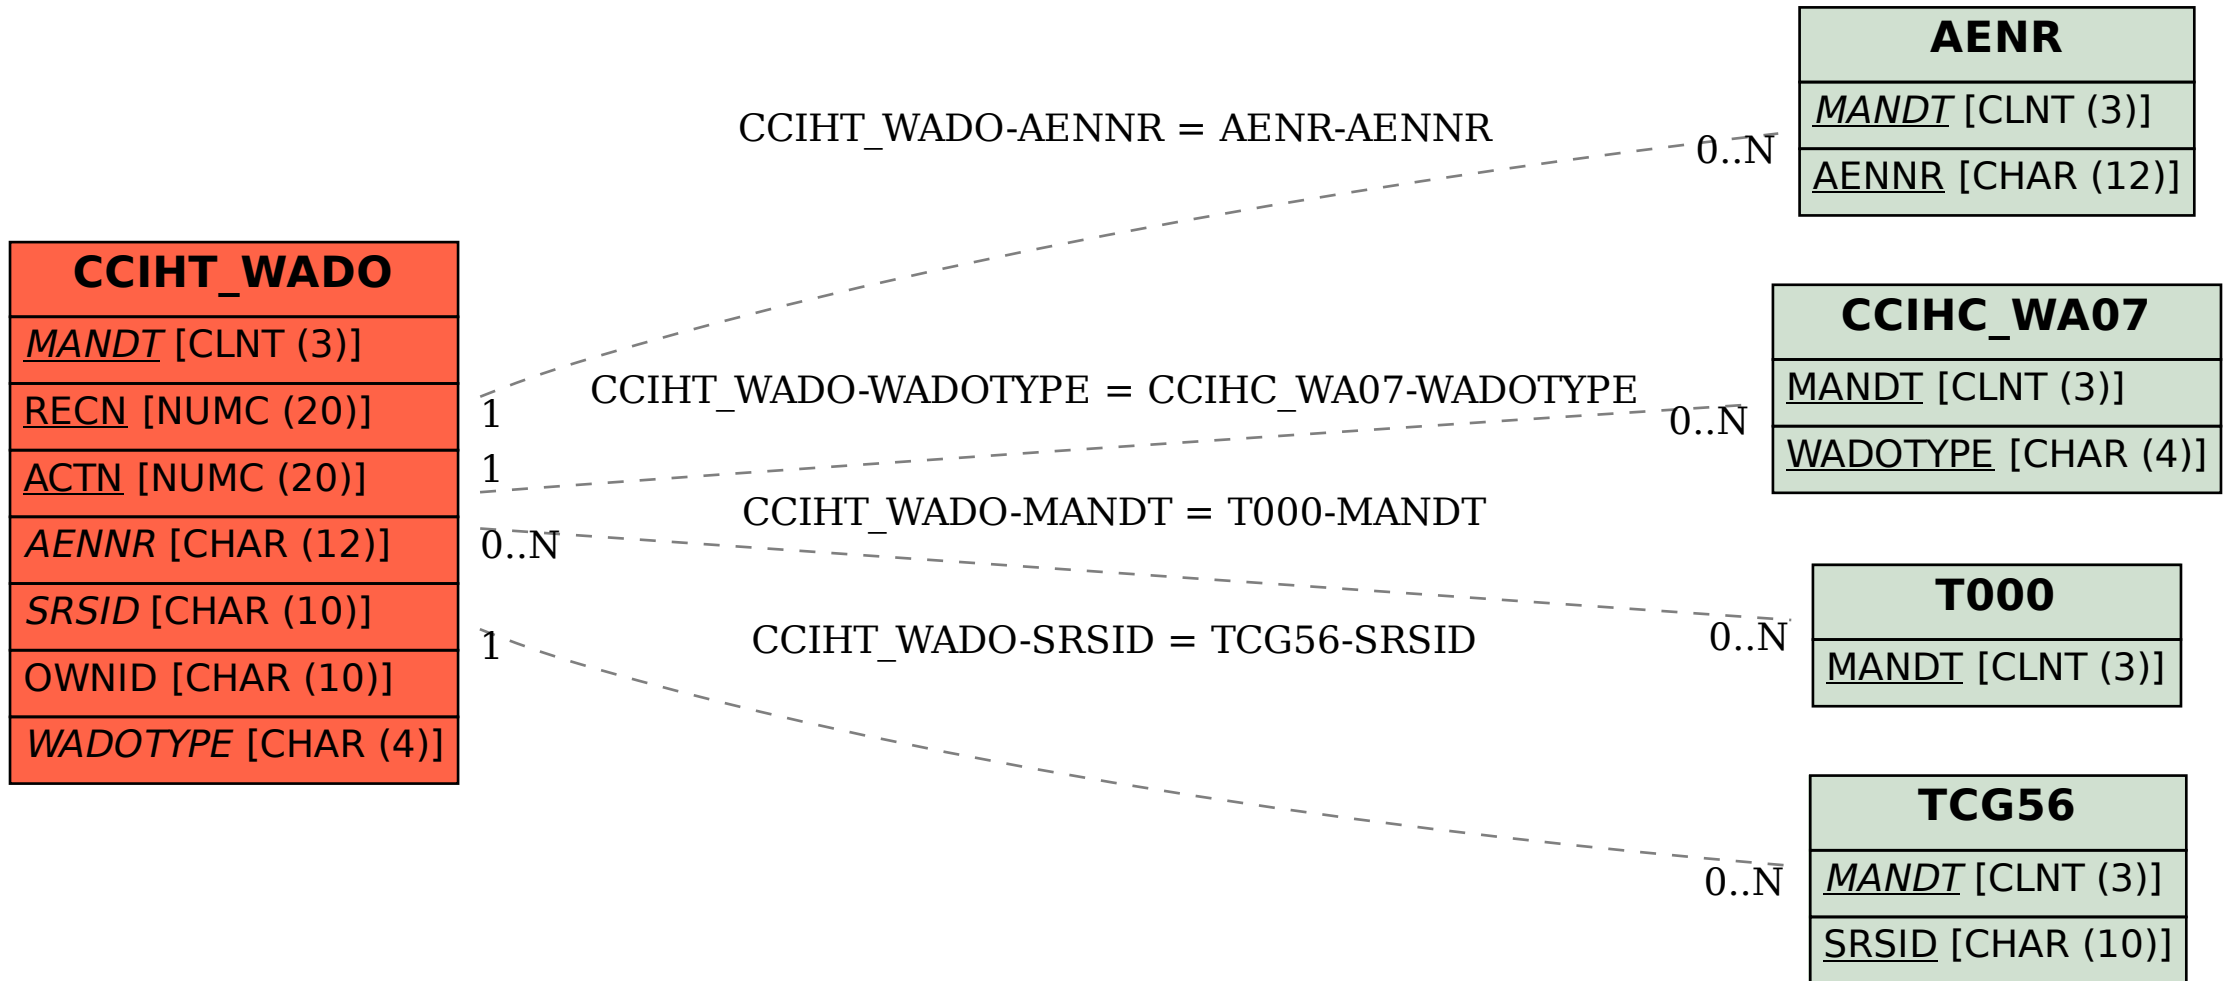 CCIHT_WADO
MANDT [CLNT (3)]
RECN [NUMC (20)]
ACTN [NUMC (20)]
AENNR [CHAR (12)]
SRSID [CHAR (10)]
OWNID [CHAR (10)]
WADOTYPE [CHAR (4)]
CCIHT_WADO-AENNR = AENR-AENNR
0..N
1
CCIHT_WADO-WADOTYPE = CCIHC_WA07-WADOTYPE
0..N
1
CCIHT_WADO-MANDT = T000-MANDT
0..N
0..N
CCIHT_WADO-SRSID = TCG56-SRSID
1
0..N
AENR
MANDT [CLNT (3)]
AENNR [CHAR (12)]
CCIHC_WA07
MANDT [CLNT (3)]
WADOTYPE [CHAR (4)]
T000
MANDT [CLNT (3)]
TCG56
MANDT [CLNT (3)]
SRSID [CHAR (10)]